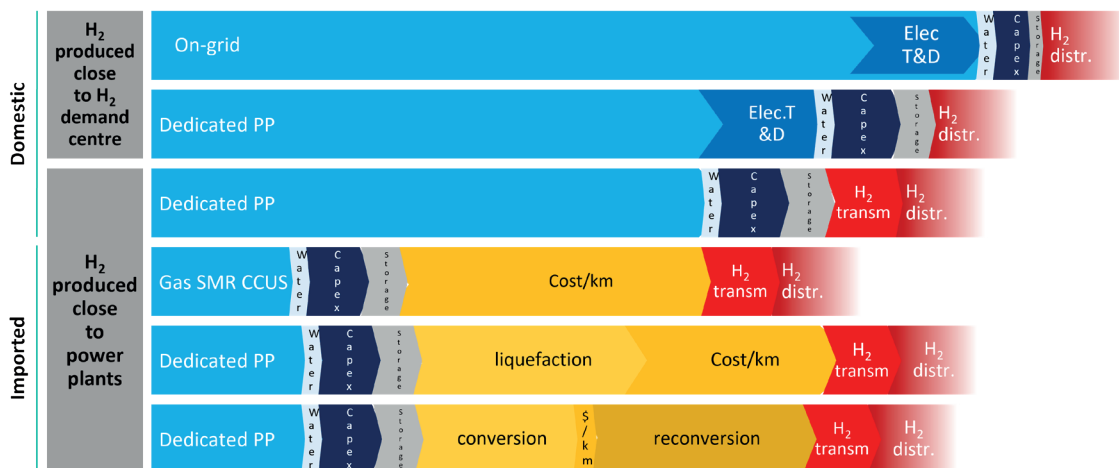 Domestic
H₂
produced
close
to H₂
demand
centre
On-grid
Elec
T&D
Water
Capex
storage
H₂
distr.
Dedicated PP
Elec.T
&D
Water
Capex
storage
H₂
distr.
Imported
H₂
produced
close
to
power
plants
Dedicated PP
Water
Capex
storage
H₂
transm
H₂
distr.
Gas SMR CCUS
Water
Capex
storage
Cost/km
H₂
transm
H₂
distr.
Dedicated PP
Water
Capex
storage
liquefaction
Cost/km
H₂
transm
H₂
distr.
Dedicated PP
Water
Capex
storage
conversion
$/km
reconversion
H₂
transm
H₂
distr.